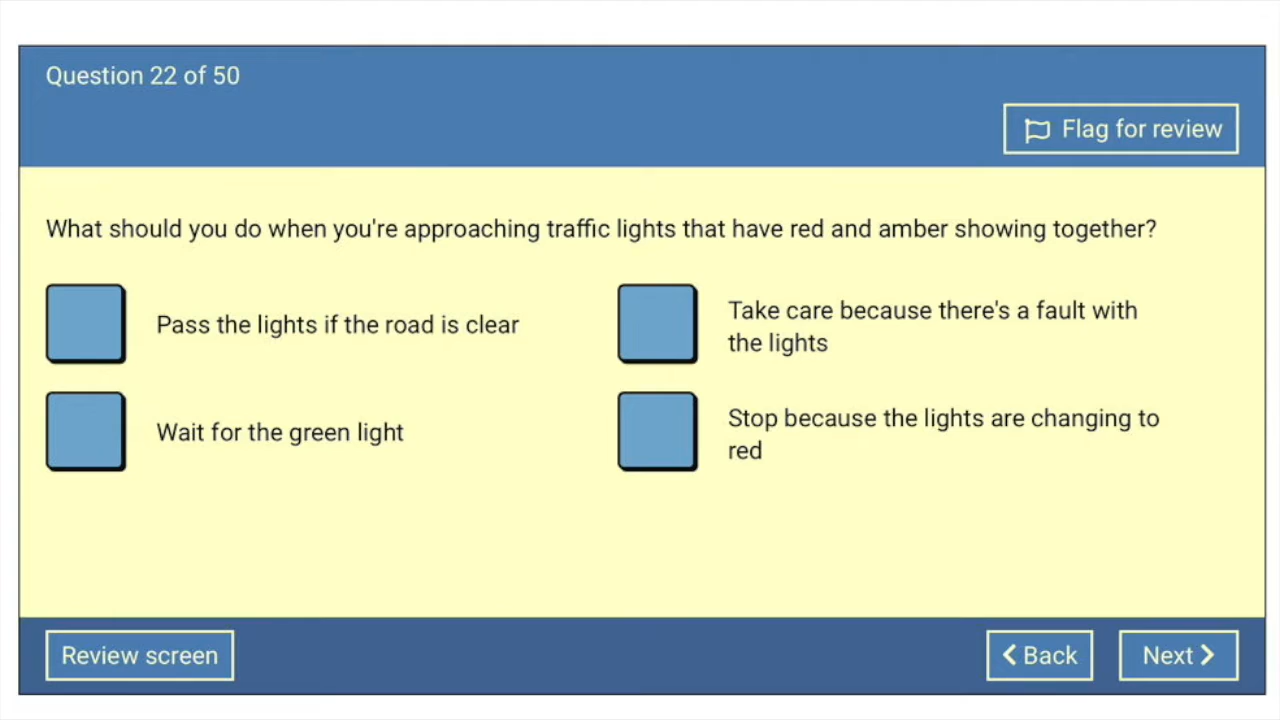 Question 22 of 50
Flag for review
What should you do when you're approaching traffic lights that have red and amber showing together?
Pass the lights if the road is clear
Take care because there's a fault with
the lights
Wait for the green light
Stop because the lights are changing to
red
Review screen
Back
Next